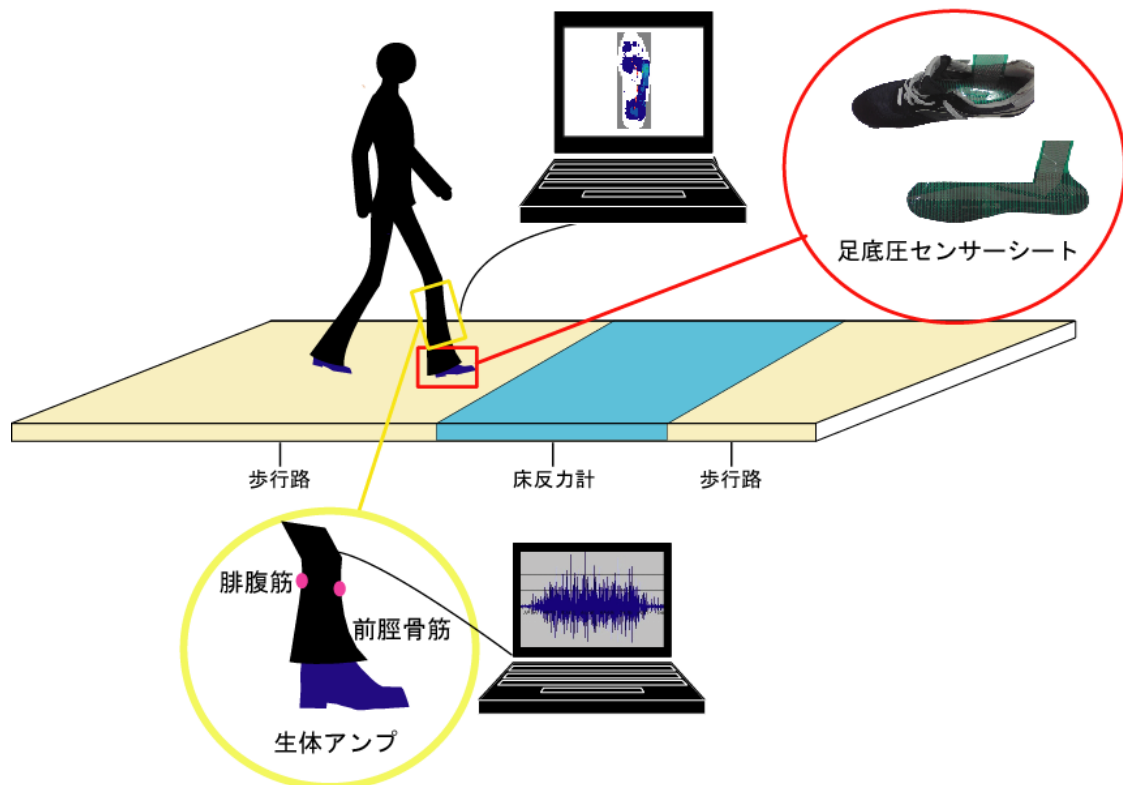 足底圧センサーシート
歩行路
床反力計
歩行路
腓腹筋
前脛骨筋
生体アンプ